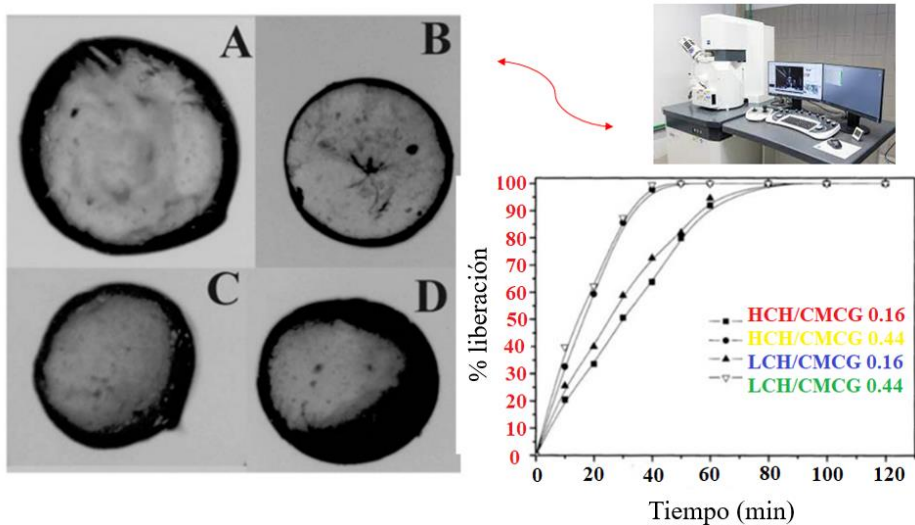 A
B
C
D
% liberación
100
90
80
70
60
50
40
30
20
10
0
HCH/CMCG 0.16
HCH/CMCG 0.44
LCH/CMCG 0.16
LCH/CMCG 0.44
0 20 40 60 80 100 120
Tiempo (min)